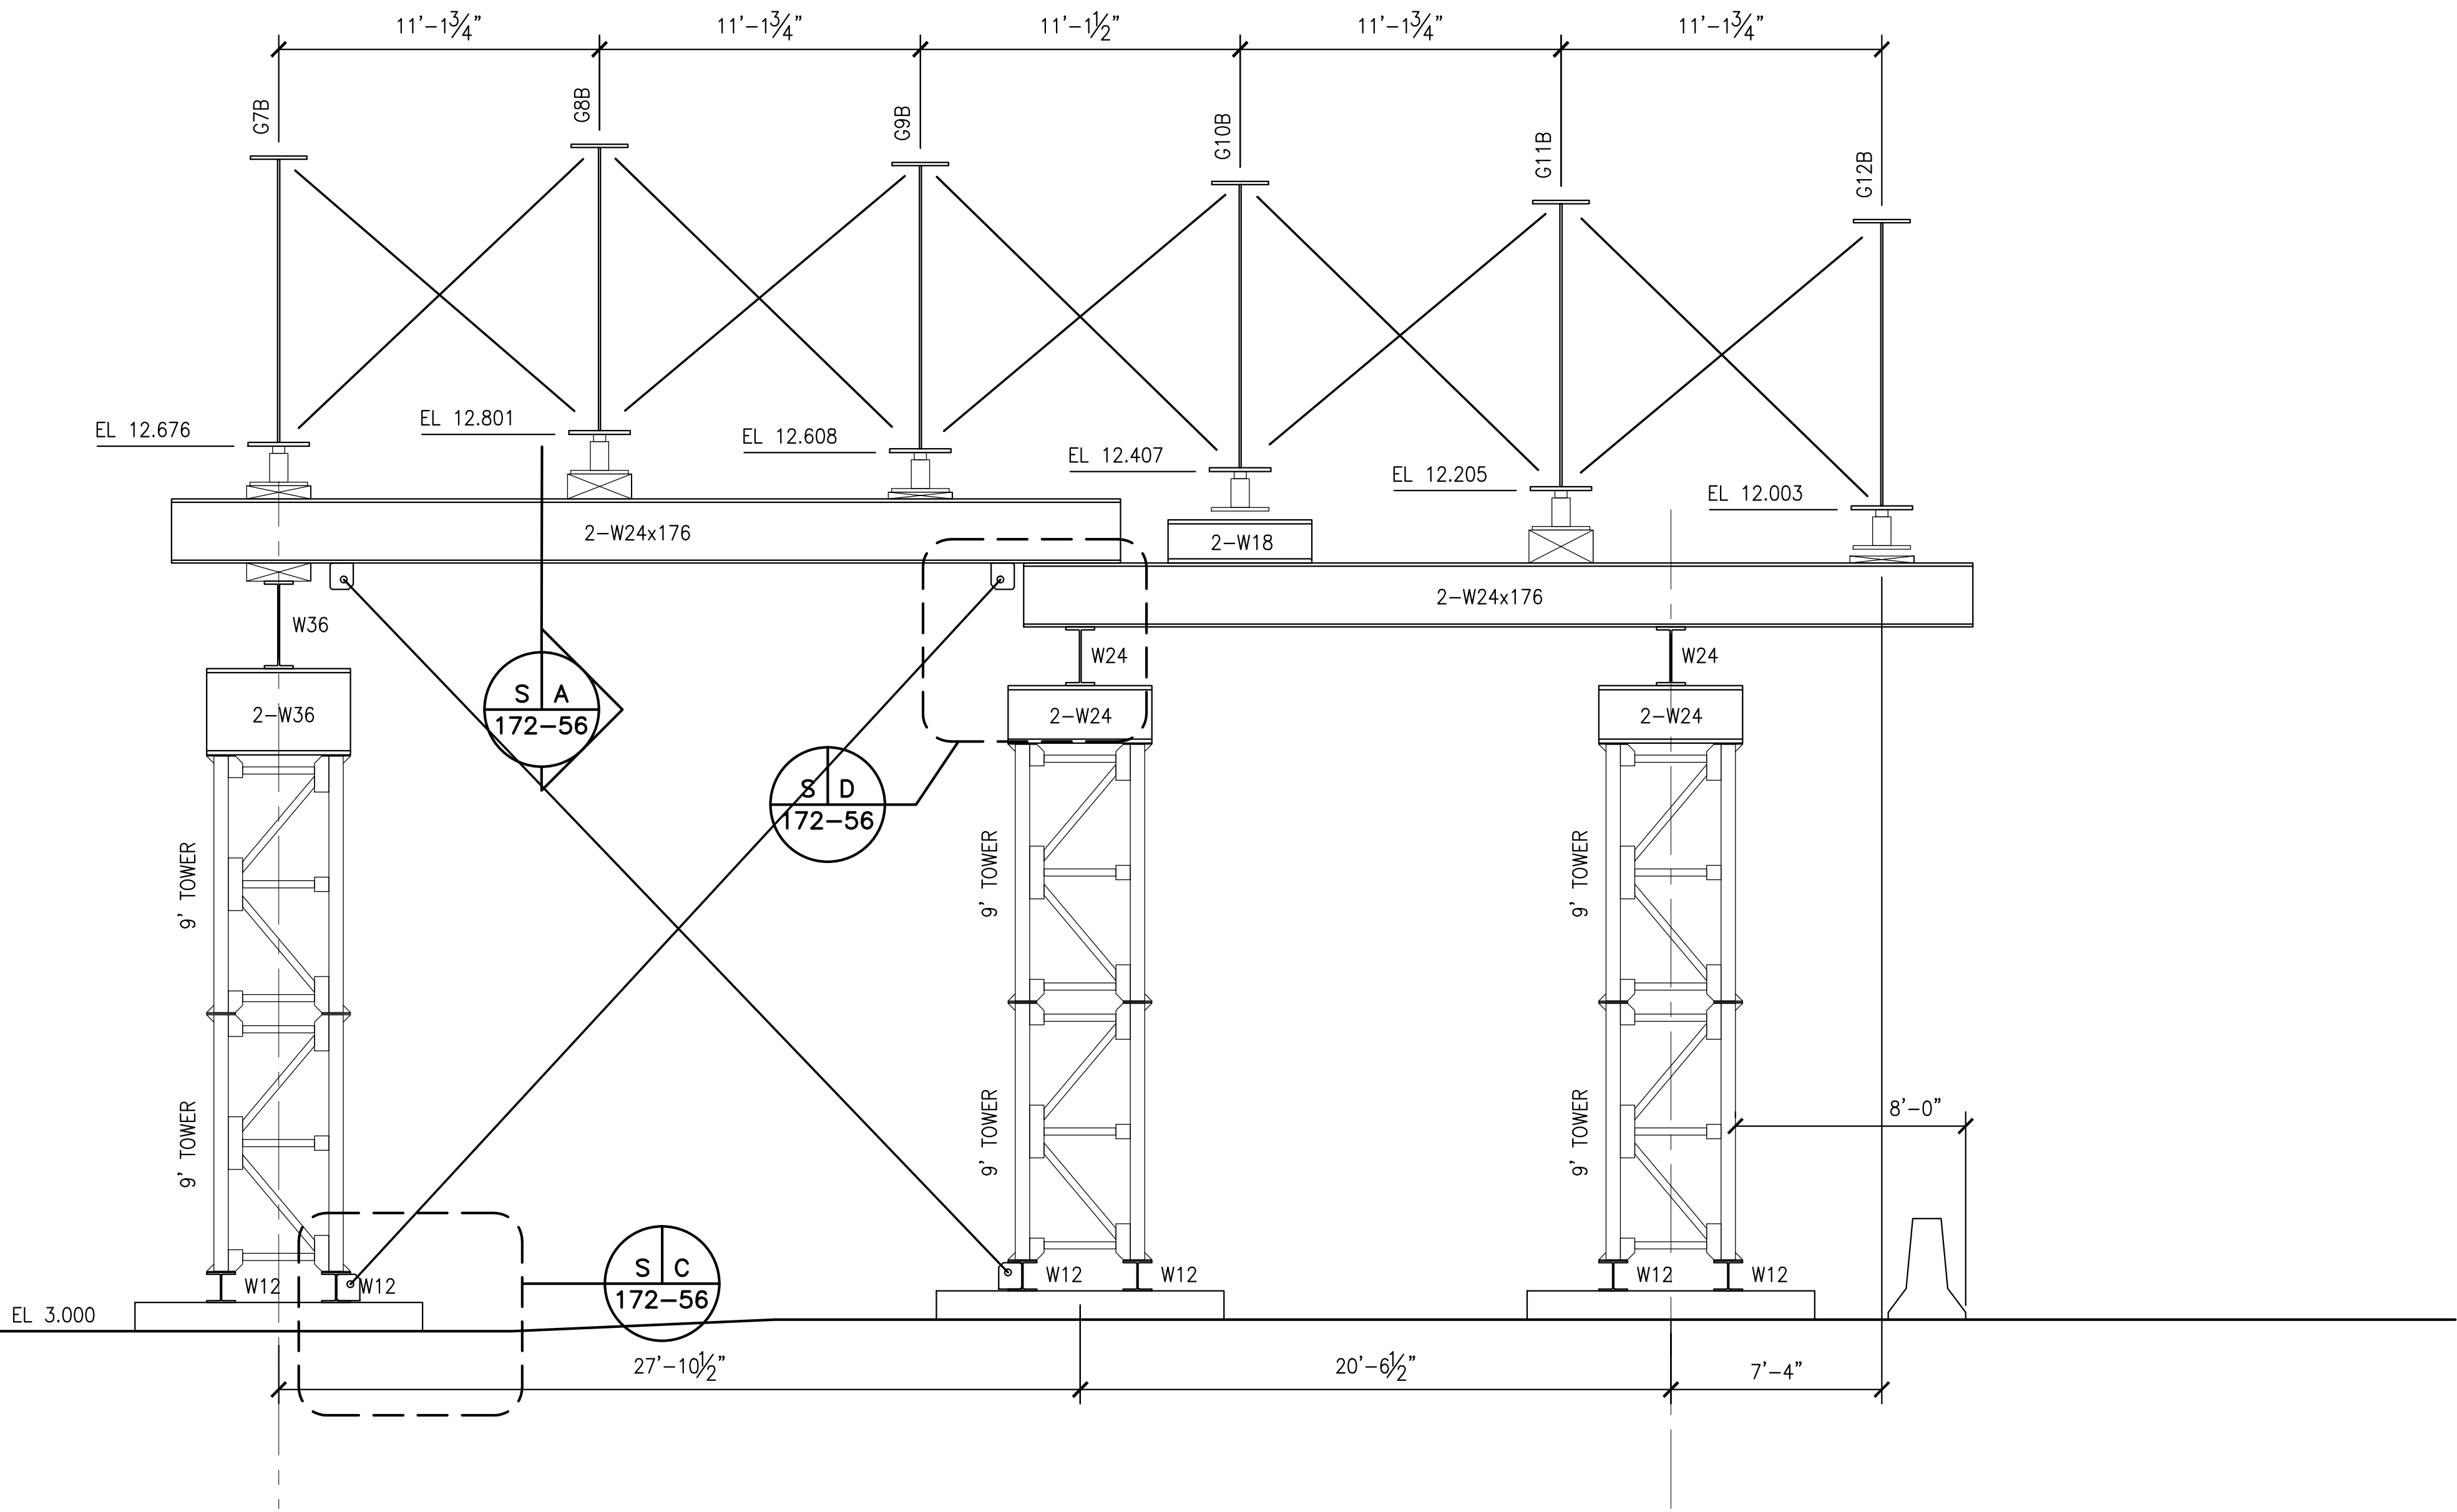 11'-1¾" 11'-1¾" 11'-1½" 11'-1¾" 11'-1¾"
G7B
G8B
G9B
G10B
G11B
G12B
EL 12.676
EL 12.801
EL 12.608
EL 12.407
EL 12.205
EL 12.003
2-W24x176
2-W18
2-W24x176
W36
W24
W24
2-W36
2-W24
2-W24
S A
172-56
S D
172-56
9' TOWER
9' TOWER
9' TOWER
9' TOWER
9' TOWER
9' TOWER
8'-0"
S C
172-56
W12 W12
W12 W12
W12 W12
EL 3.000
27'-10½" 20'-6½" 7'-4"